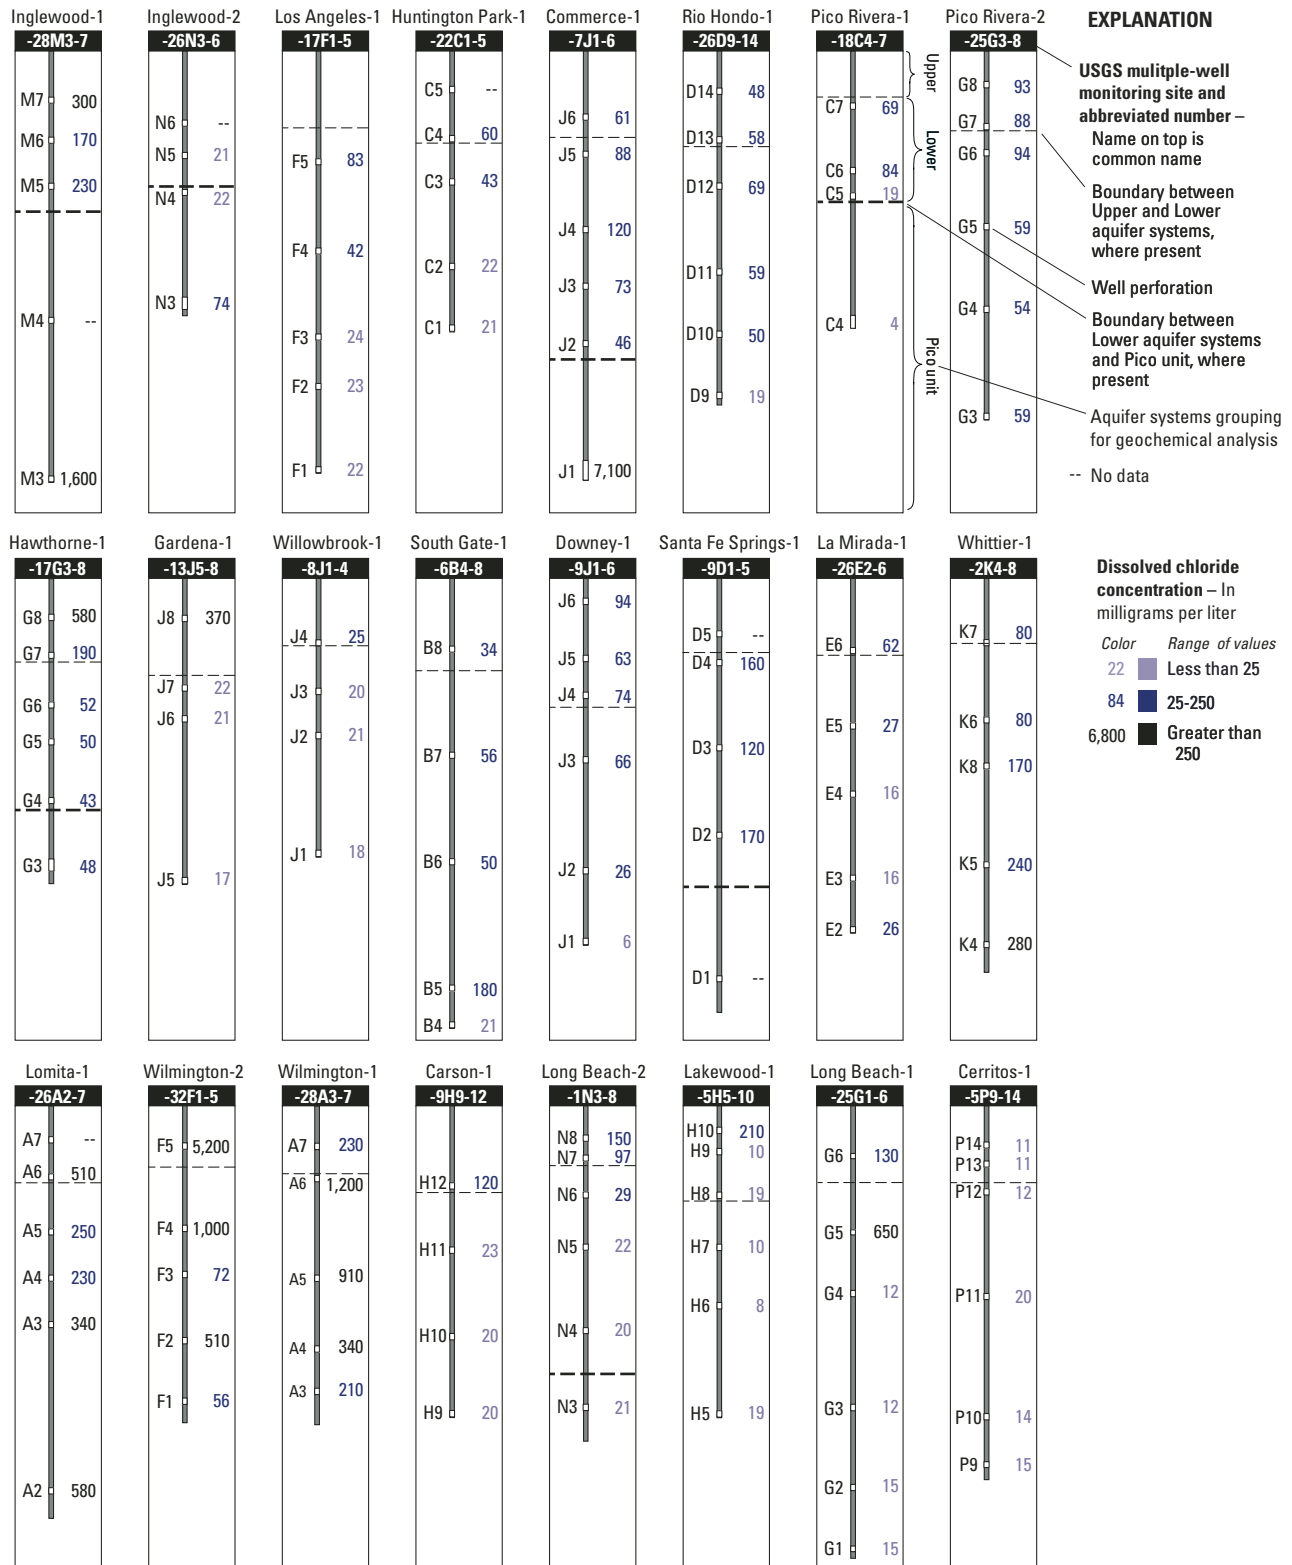 Inglewood-1 Inglewood-2 Los Angeles-1 Huntington Park-1 Commerce-1 Rio Hondo-1 Pico Rivera-1 Pico Rivera-2
-28M3-7 -26N3-6 -17F1-5 -22C1-5 -7J1-6 -26D9-14 -18C4-7 -25G3-8
M7 300
M6 170
M5 230
M4 --
M3 1,600
N6 --
N5 21
N4 22
N3 74
F5 83
F4 42
F3 24
F2 23
F1 22
C5 --
C4 60
C3 43
C2 22
C1 21
J6 61
J5 88
J4 120
J3 73
J2 46
J1 7,100
D14 48
D13 58
D12 69
D11 59
D10 50
D9 19
C7 69
C6 84
C5 19
C4 4
Upper
Lower
Pico unit
G8 93
G7 88
G6 94
G5 59
G4 54
G3 59
EXPLANATION
USGS mulitple-well
monitoring site and
abbreviated number –
Name on top is
common name
Boundary between
Upper and Lower
aquifer systems,
where present
Well perforation
Boundary between
Lower aquifer systems
and Pico unit, where
present
Aquifer systems grouping
for geochemical analysis
-- No data
Hawthorne-1 Gardena-1 Willowbrook-1 South Gate-1 Downey-1 Santa Fe Springs-1 La Mirada-1 Whittier-1
-17G3-8 -13J5-8 -8J1-4 -6B4-8 -9J1-6 -9D1-5 -26E2-6 -2K4-8
G8 580
G7 190
G6 52
G5 50
G4 43
G3 48
J8 370
J7 22
J6 21
J5 17
J4 25
J3 20
J2 21
J1 18
B8 34
B7 56
B6 50
B5 180
B4 21
J6 94
J5 63
J4 74
J3 66
J2 26
J1 6
D5 --
D4 160
D3 120
D2 170
D1 --
E6 62
E5 27
E4 16
E3 16
E2 26
K7 80
K6 80
K8 170
K5 240
K4 280
Dissolved chloride
concentration – In
milligrams per liter
Color Range of values
22 Less than 25
84 25-250
6,800 Greater than
250
Lomita-1 Wilmington-2 Wilmington-1 Carson-1 Long Beach-2 Lakewood-1 Long Beach-1 Cerritos-1
-26A2-7 -32F1-5 -28A3-7 -9H9-12 -1N3-8 -5H5-10 -25G1-6 -5P9-14
A7 --
A6 510
A5 250
A4 230
A3 340
A2 580
F5 5,200
F4 1,000
F3 72
F2 510
F1 56
A7 230
A6 1,200
A5 910
A4 340
A3 210
H12 120
H11 23
H10 20
H9 20
N8 150
N7 97
N6 29
N5 22
N4 20
N3 21
H10 210
H9 10
H8 19
H7 10
H6 8
H5 19
G6 130
G5 650
G4 12
G3 12
G2 15
G1 15
P14 11
P13 11
P12 12
P11 20
P10 14
P9 15